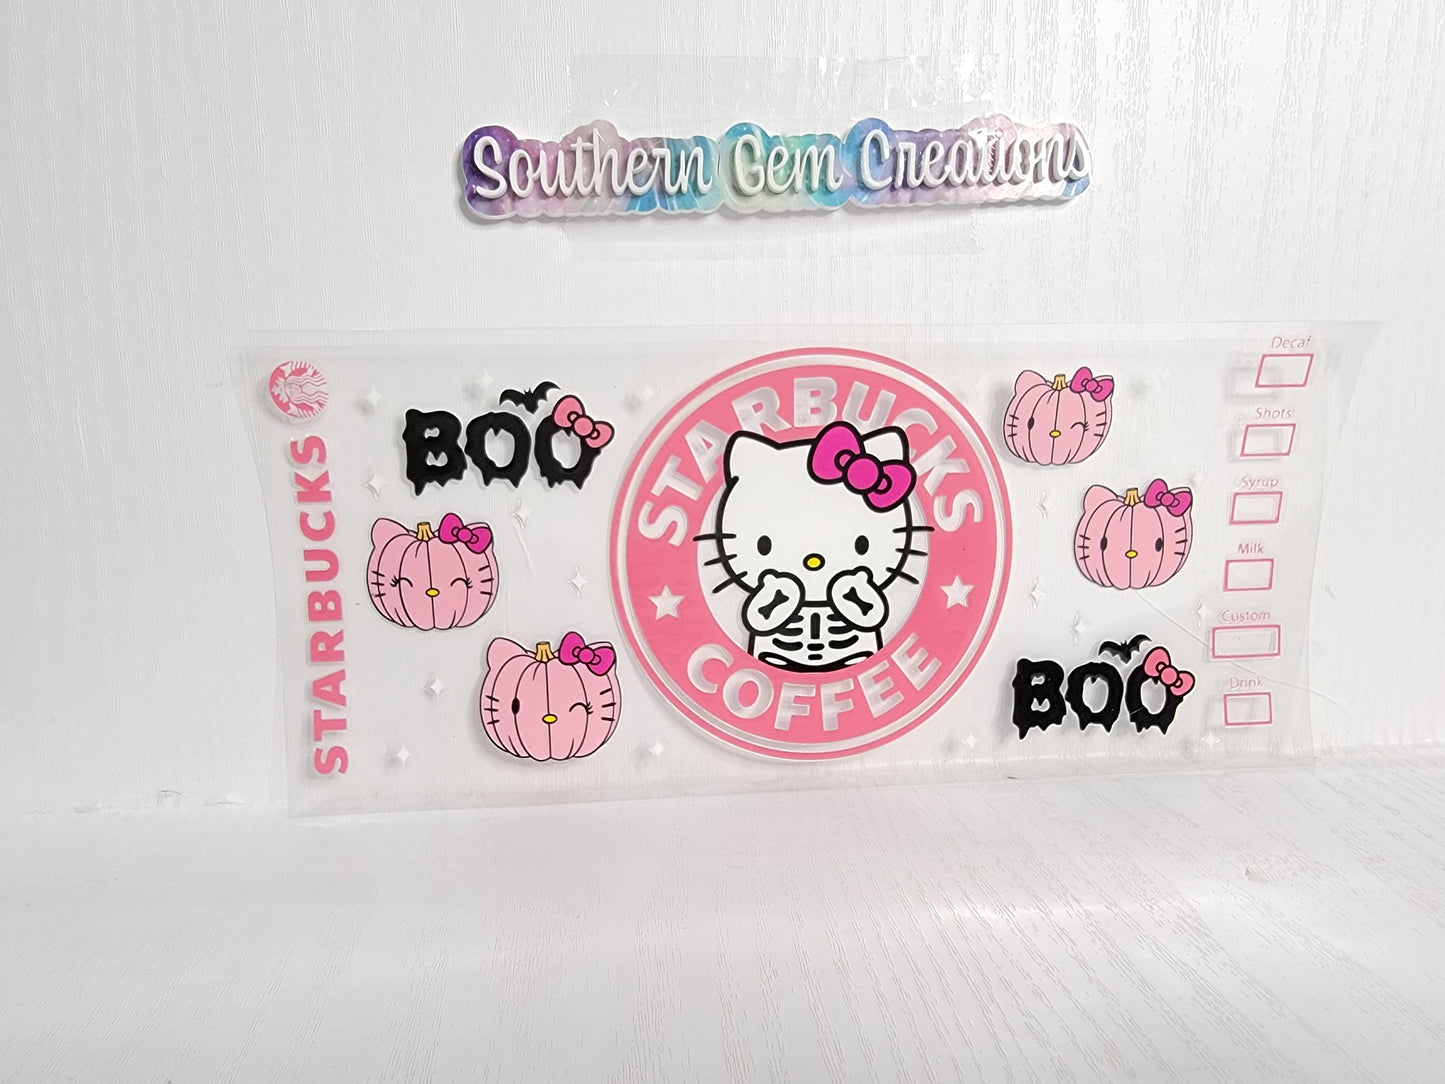 Southern Gem Creations
STARBUCKS
BOO
STARBUCKS
COFFEE
BOO
Decaf
Shots
Syrup
Milk
Custom
Drink